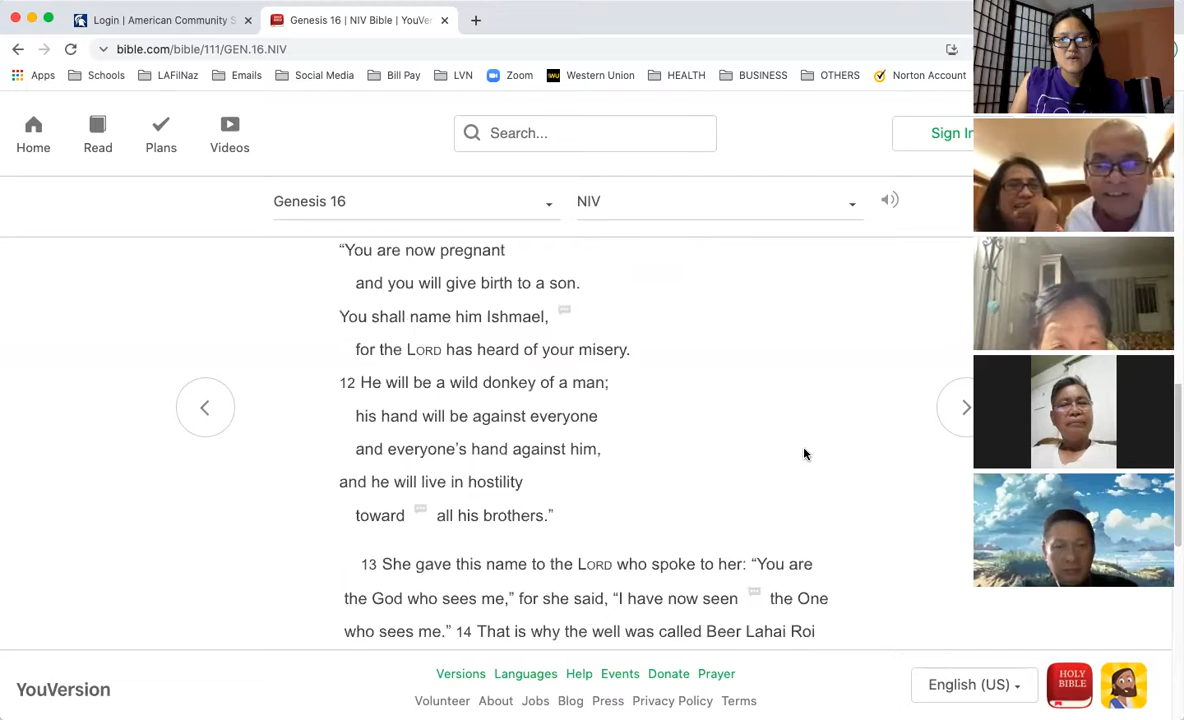 Login | American Community S
Genesis 16 | NIV Bible | YouVer
bible.com/bible/111/GEN.16.NIV
Apps Schools LAFilNaz Emails Social Media Bill Pay LVN Zoom WU Western Union HEALTH BUSINESS OTHERS Norton Account
Home Read Plans Videos
Search...
Sign In
Genesis 16 NIV
“You are now pregnant
and you will give birth to a son.
You shall name him Ishmael,
for the LORD has heard of your misery.
12 He will be a wild donkey of a man;
his hand will be against everyone
and everyone’s hand against him,
and he will live in hostility
toward all his brothers.”
13 She gave this name to the LORD who spoke to her: “You are
the God who sees me,” for she said, “I have now seen the One
who sees me.” 14 That is why the well was called Beer Lahai Roi
YouVersion
Versions Languages Help Events Donate Prayer
Volunteer About Jobs Blog Press Privacy Policy Terms
English (US)
HOLY
BIBLE